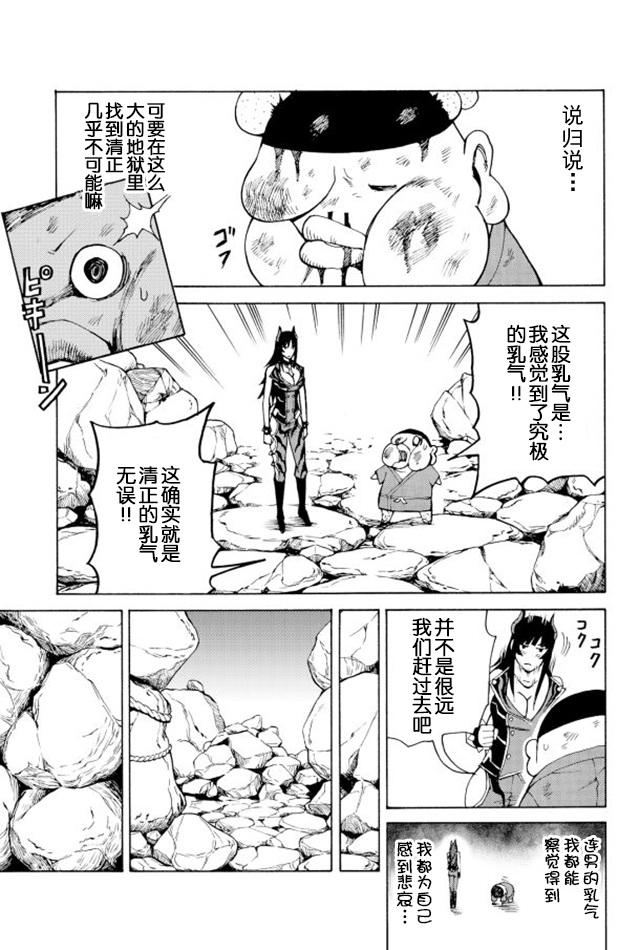 说归说…
可要在这么
大的地狱里
找到清正
几乎不可能嘛
ゴゴ
ピキーン
这股乳气是…
我感觉到了究极
的乳气!!
这确实就是
清正的乳气
无误!!
コク
コク
并不是很远
我们赶过去吧
连男的乳气
我都能
察觉得到
我都为自己
感到悲哀…